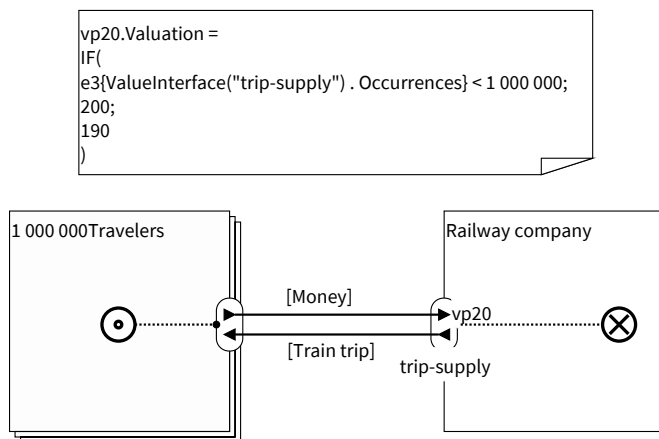 vp20.Valuation =
IF(
e3{ValueInterface("trip-supply") . Occurrences} < 1 000 000;
200;
190
)
1 000 000Travelers
Railway company
[Money]
vp20
[Train trip]
trip-supply